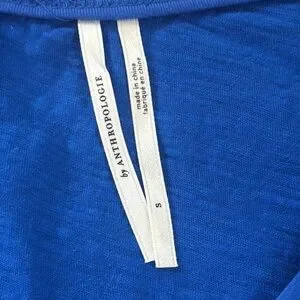 by ANTHROPOLOGIE
made in china
fabriqué en chine
S